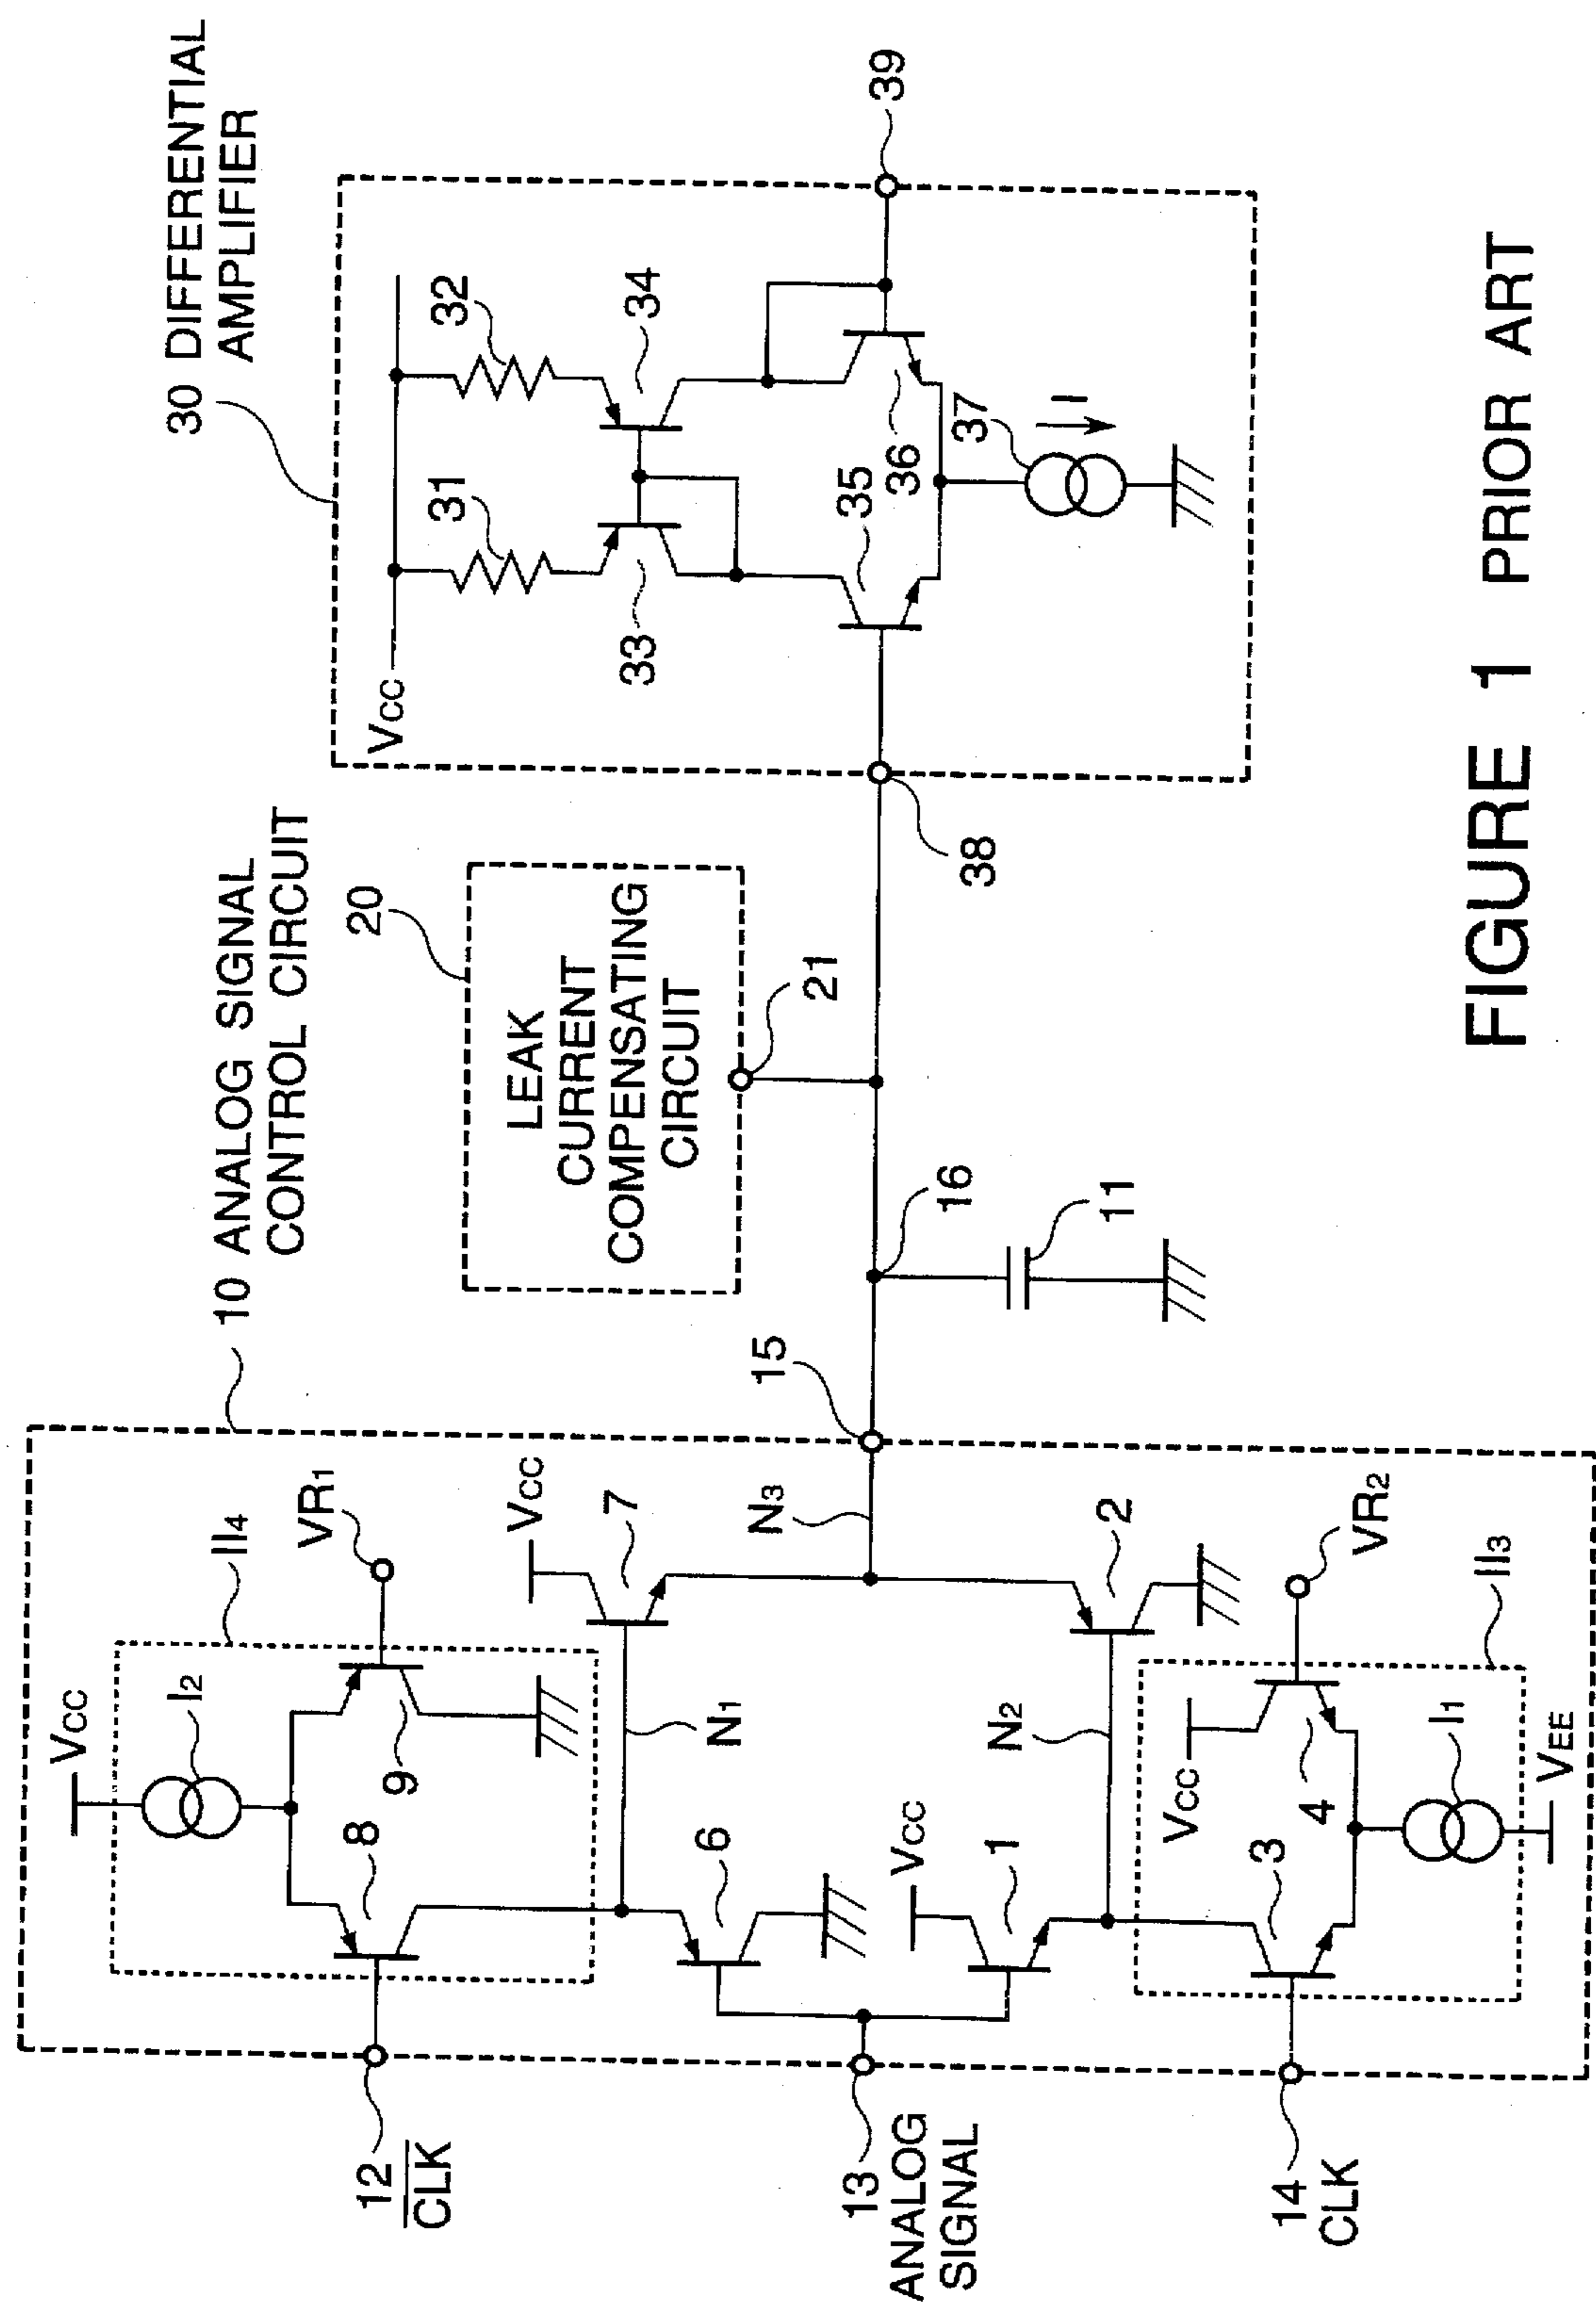 10 ANALOG SIGNAL
CONTROL CIRCUIT
30 DIFFERENTIAL
AMPLIFIER
20
LEAK
CURRENT
COMPENSATING
CIRCUIT
21
VCC
I2
II4
VR1
8
9
12
CLK
VCC
7
N1
N3
15
6
13
ANALOG
SIGNAL
VCC
1
N2
2
16
11
14
CLK
3
VCC
4
I1
VEE
VR2
II3
VCC
31
32
33
34
35
36
37
I
38
39
FIGURE 1 PRIOR ART